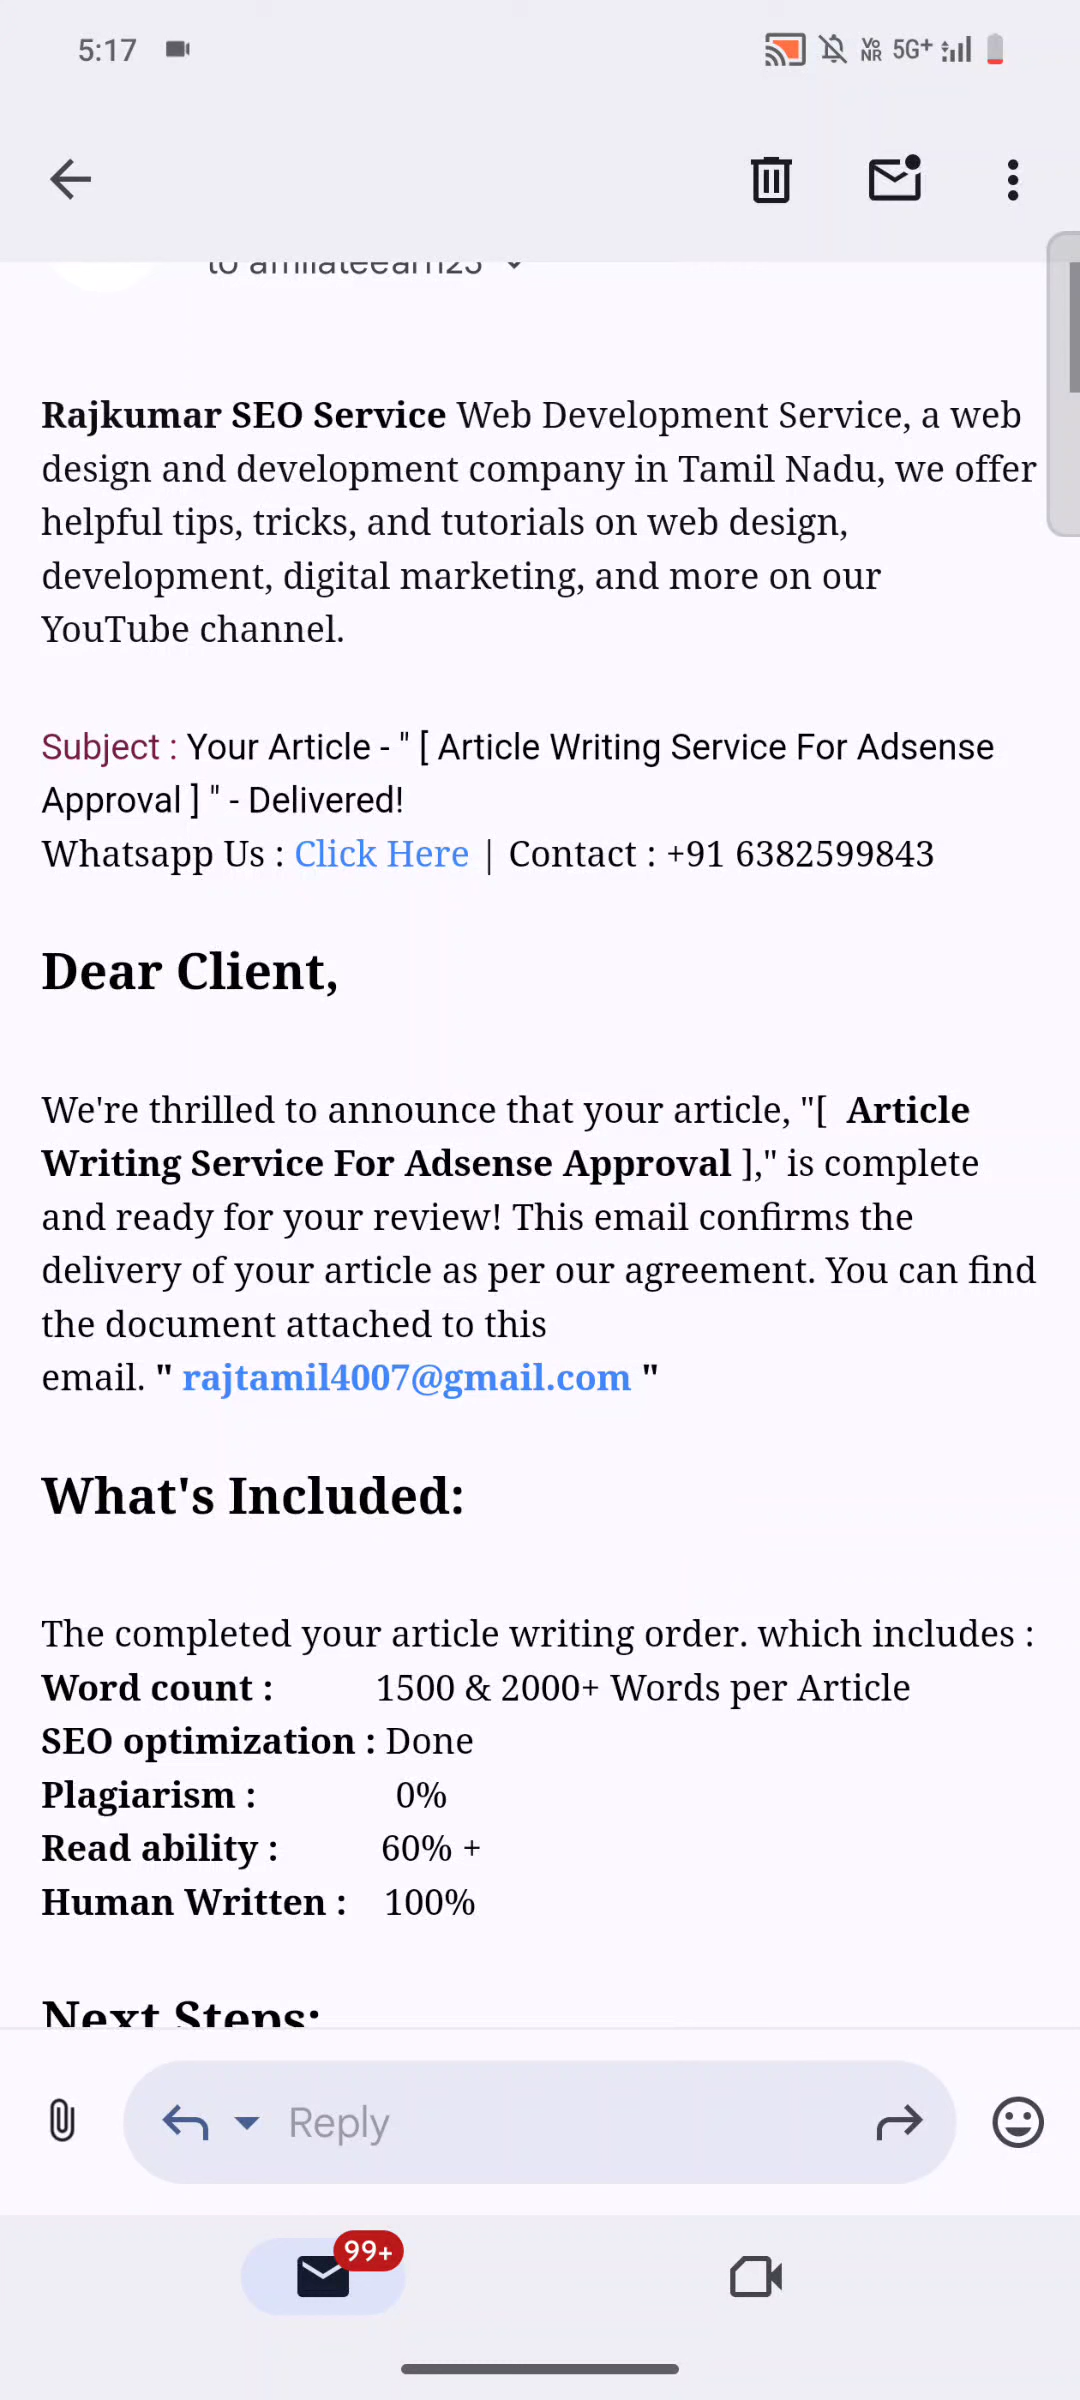 5:17
Vo NR 5G+
to affiliateearn23
Rajkumar SEO Service Web Development Service, a web
design and development company in Tamil Nadu, we offer
helpful tips, tricks, and tutorials on web design,
development, digital marketing, and more on our
YouTube channel.
Subject : Your Article - " [ Article Writing Service For Adsense
Approval ] " - Delivered!
Whatsapp Us : Click Here | Contact : +91 6382599843
Dear Client,
We're thrilled to announce that your article, "[ Article
Writing Service For Adsense Approval ]," is complete
and ready for your review! This email confirms the
delivery of your article as per our agreement. You can find
the document attached to this
email. " rajtamil4007@gmail.com "
What's Included:
The completed your article writing order. which includes :
Word count : 1500 & 2000+ Words per Article
SEO optimization : Done
Plagiarism : 0%
Read ability : 60% +
Human Written : 100%
Next Steps:
Reply
99+